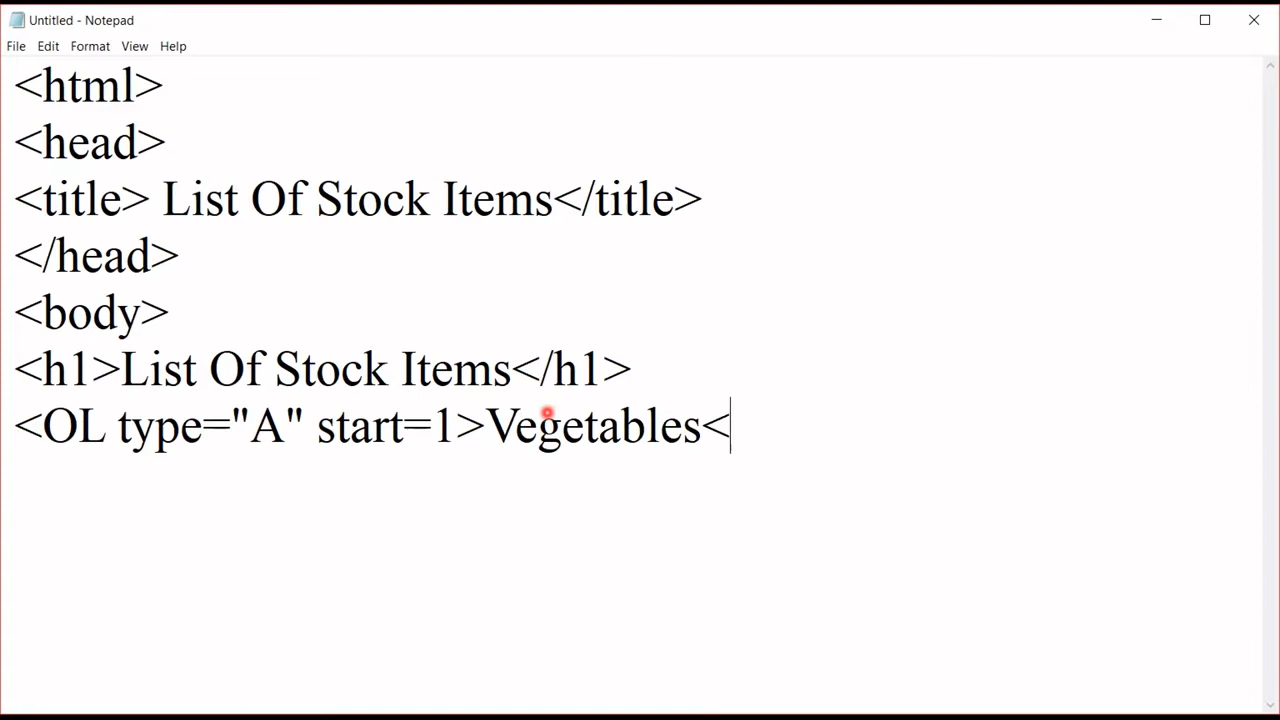 Untitled - Notepad
File Edit Format View Help
<html>
<head>
<title> List Of Stock Items</title>
</head>
<body>
<h1>List Of Stock Items</h1>
<OL type="A" start=1>Vegetables<